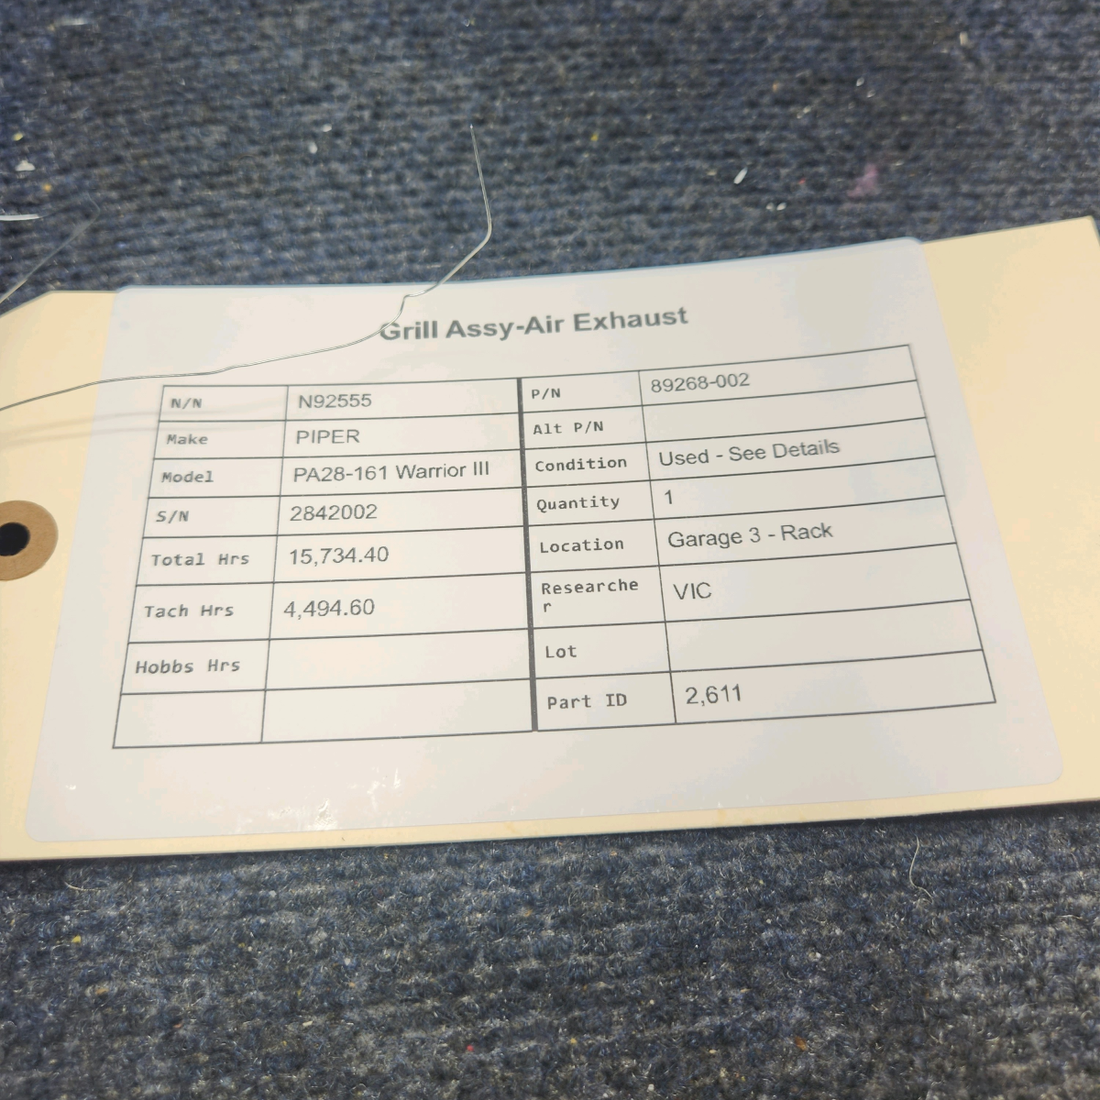 Grill Assy-Air Exhaust
N/N N92555 P/N 89268-002
Make PIPER Alt P/N
Model PA28-161 Warrior III Condition Used - See Details
S/N 2842002 Quantity 1
Total Hrs 15,734.40 Location Garage 3 - Rack
Tach Hrs 4,494.60 Researche
r VIC
Hobbs Hrs Lot
Part ID 2,611